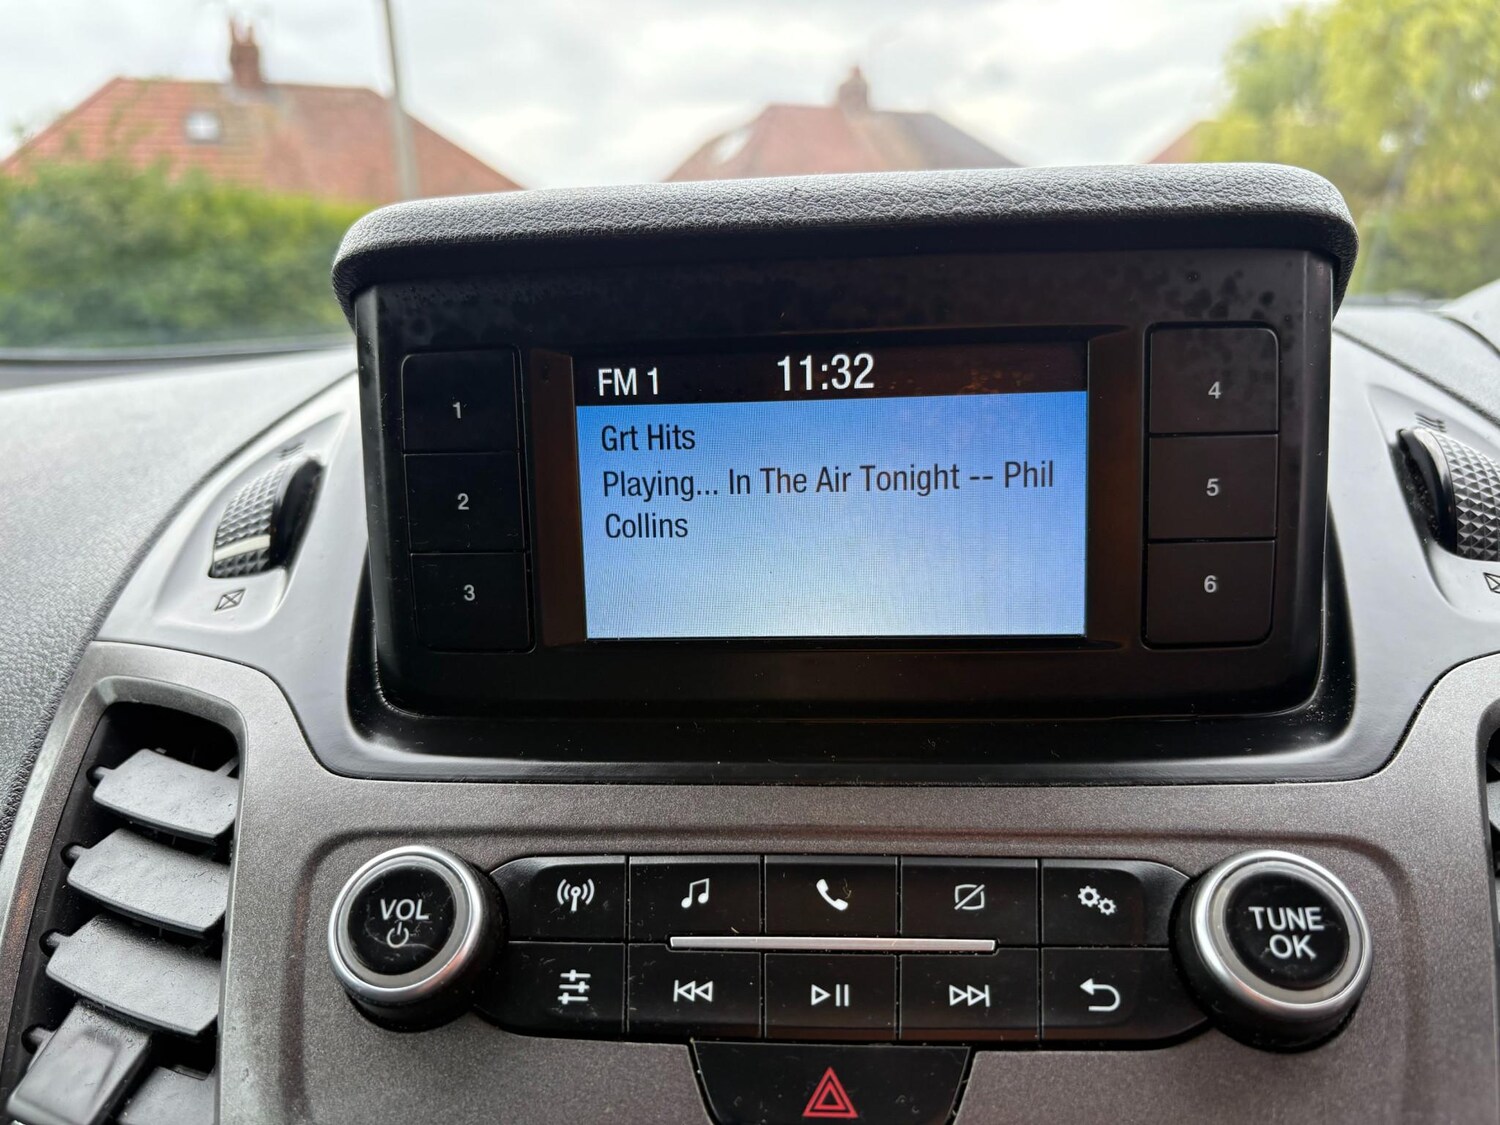 FM 1 11:32
Grt Hits
Playing... In The Air Tonight -- Phil
Collins
1
2
3
4
5
6
VOL
TUNE
OK